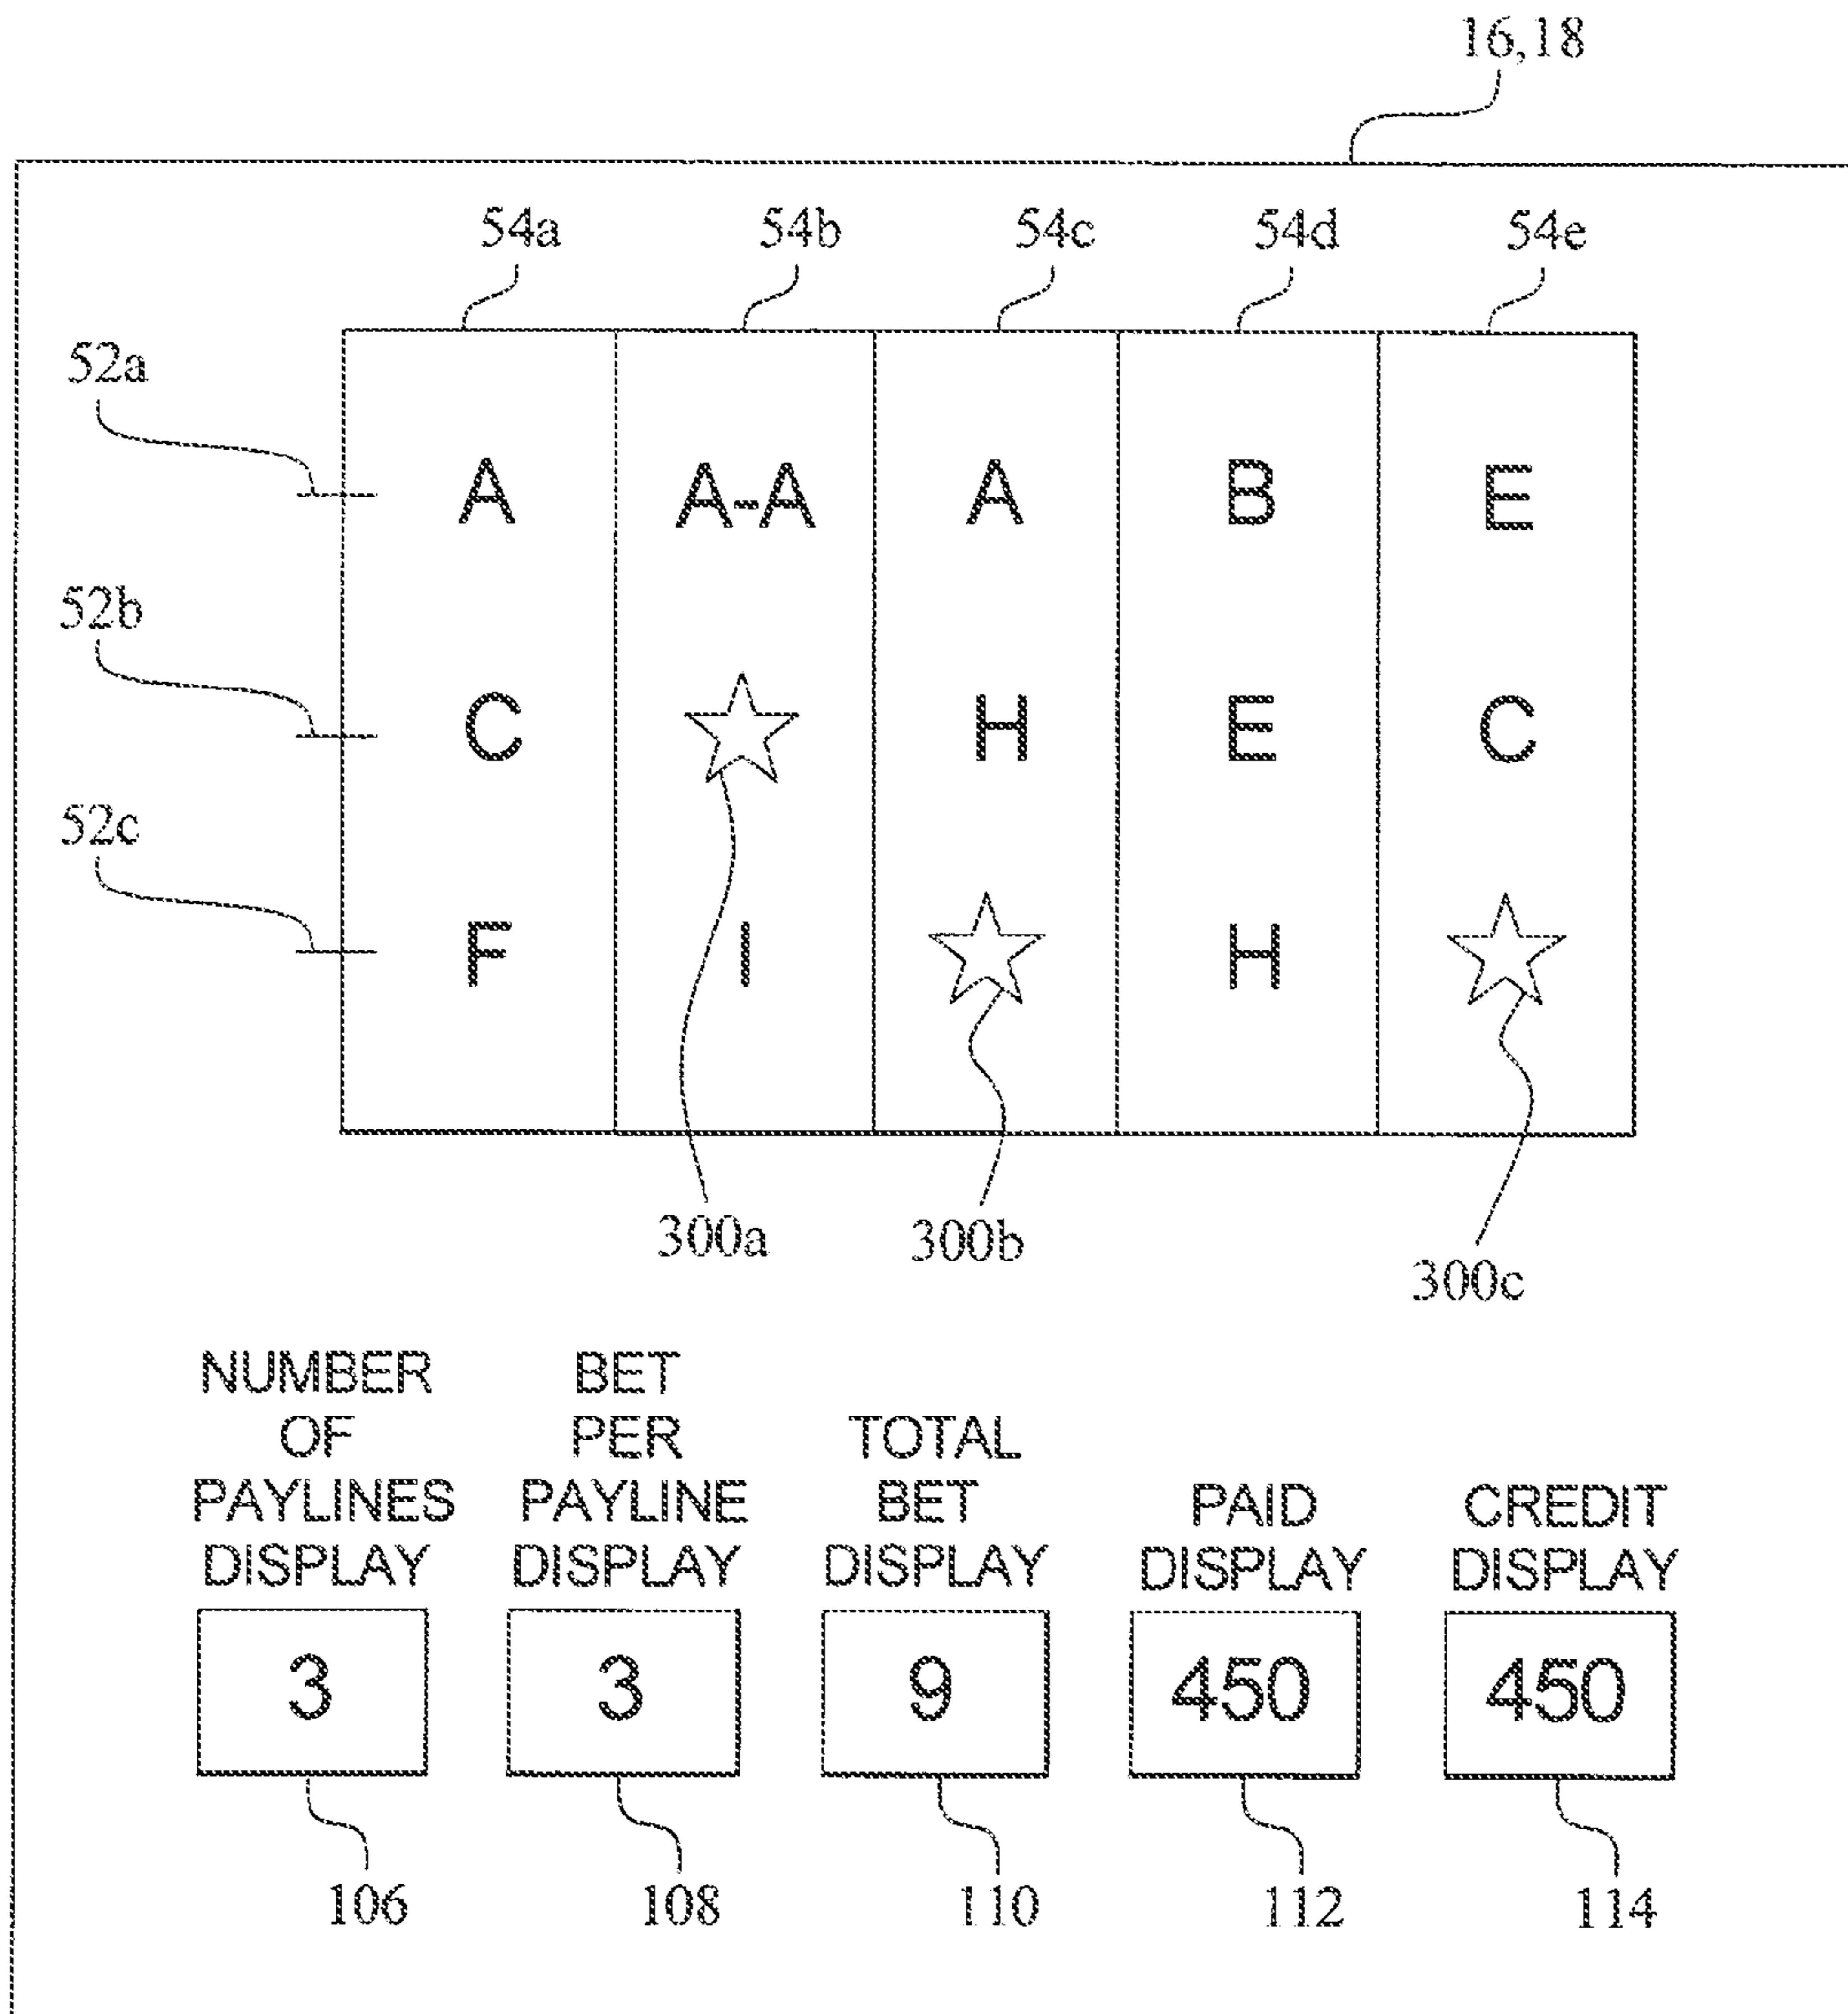 16,18
54a 54b 54c 54d 54e
52a
A A-A A B E
52b
C H E C
52c
F I H
300a 300b
300c
NUMBER
OF
PAYLINES
DISPLAY
BET
PER
PAYLINE
DISPLAY
TOTAL
BET
DISPLAY
PAID
DISPLAY
CREDIT
DISPLAY
3 3 9 450 450
106 108 110 112 114